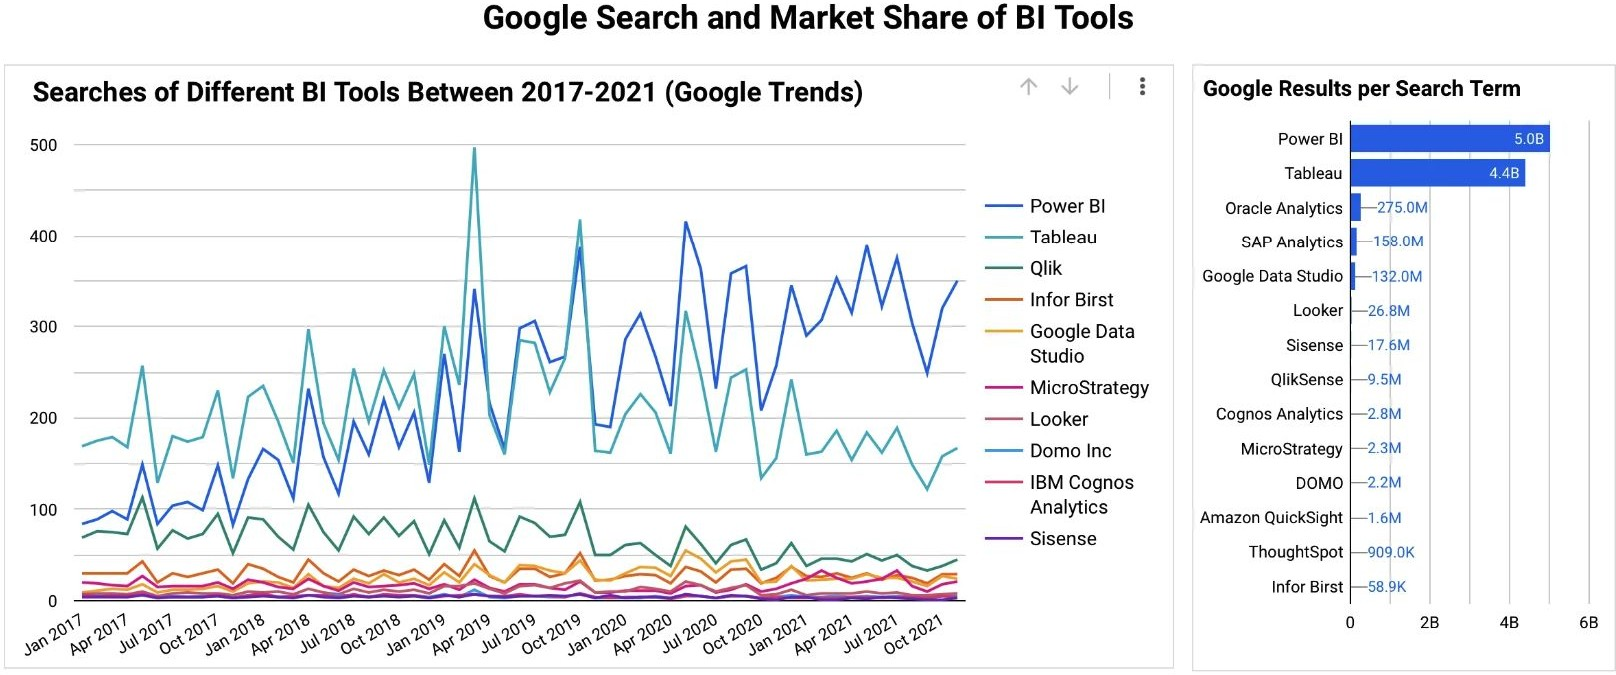 Google Search and Market Share of BI Tools
Searches of Different BI Tools Between 2017-2021 (Google Trends)
500
400
300
200
100
0
Jan 2017
Apr 2017
Jul 2017
Oct 2017
Jan 2018
Apr 2018
Jul 2018
Oct 2018
Jan 2019
Apr 2019
Jul 2019
Oct 2019
Jan 2020
Apr 2020
Jul 2020
Oct 2020
Jan 2021
Apr 2021
Jul 2021
Oct 2021
Power BI
Tableau
Qlik
Infor Birst
Google Data
Studio
MicroStrategy
Looker
Domo Inc
IBM Cognos
Analytics
Sisense
Google Results per Search Term
Power BI 5.0B
Tableau 4.4B
Oracle Analytics 275.0M
SAP Analytics 158.0M
Google Data Studio 132.0M
Looker 26.8M
Sisense 17.6M
QlikSense 9.5M
Cognos Analytics 2.8M
MicroStrategy 2.3M
DOMO 2.2M
Amazon QuickSight 1.6M
ThoughtSpot 909.0K
Infor Birst 58.9K
0 2B 4B 6B